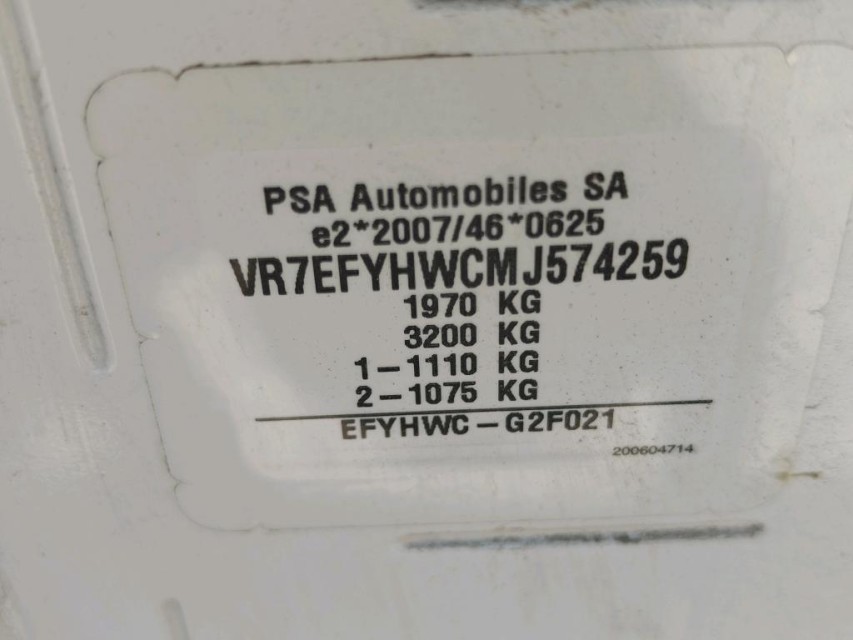 PSA Automobiles SA
e2*2007/46*0625
VR7EFYHWCMJ574259
1970 KG
3200 KG
1-1110 KG
2-1075 KG
EFYHWC-G2F021
200604714